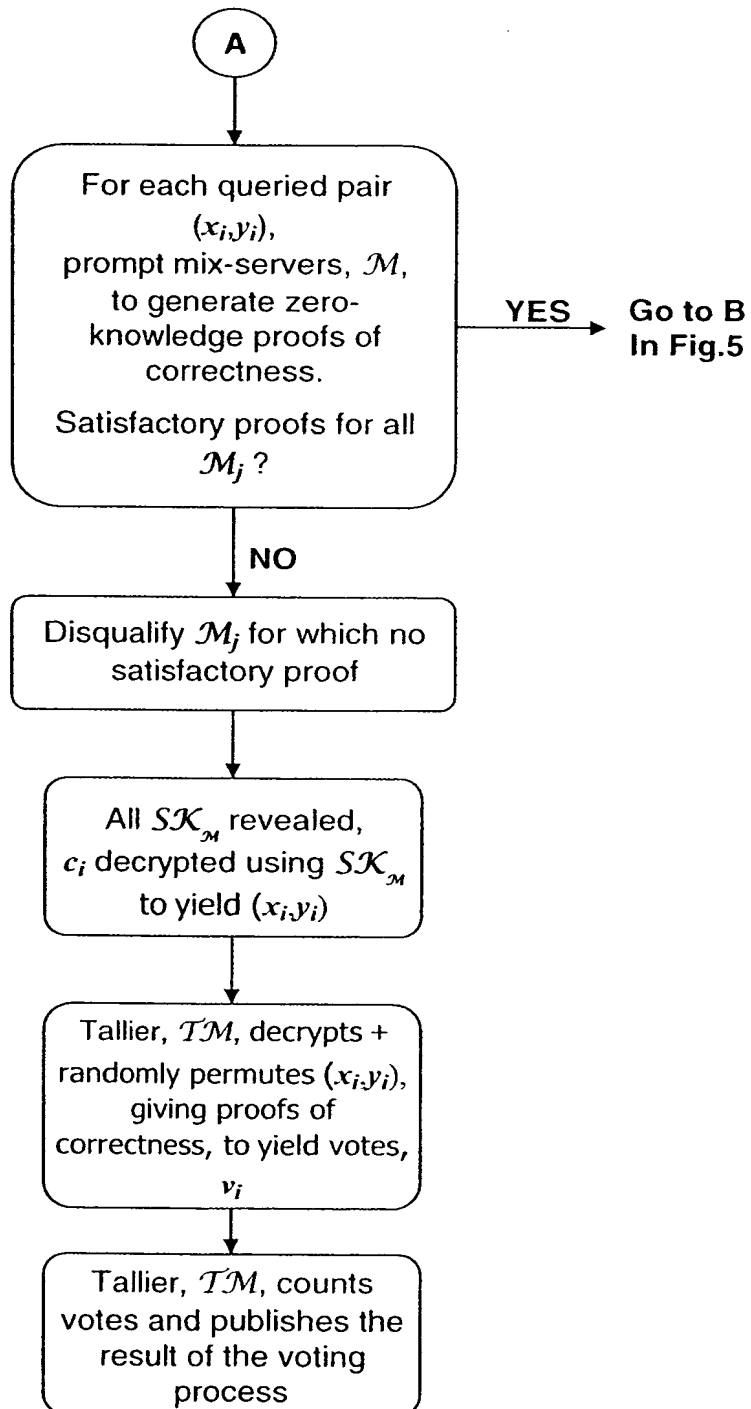 A
For each queried pair
(xᵢ,yᵢ),
prompt mix-servers, ℳ,
to generate zero-
knowledge proofs of
correctness.
Satisfactory proofs for all
ℳⱼ ?
YES
Go to B
In Fig.5
NO
Disqualify ℳⱼ for which no
satisfactory proof
All 𝒮𝒦_ℳ revealed,
cᵢ decrypted using 𝒮𝒦_ℳ
to yield (xᵢ,yᵢ)
Tallier, 𝒯ℳ, decrypts +
randomly permutes (xᵢ,yᵢ),
giving proofs of
correctness, to yield votes,
vᵢ
Tallier, 𝒯ℳ, counts
votes and publishes the
result of the voting
process